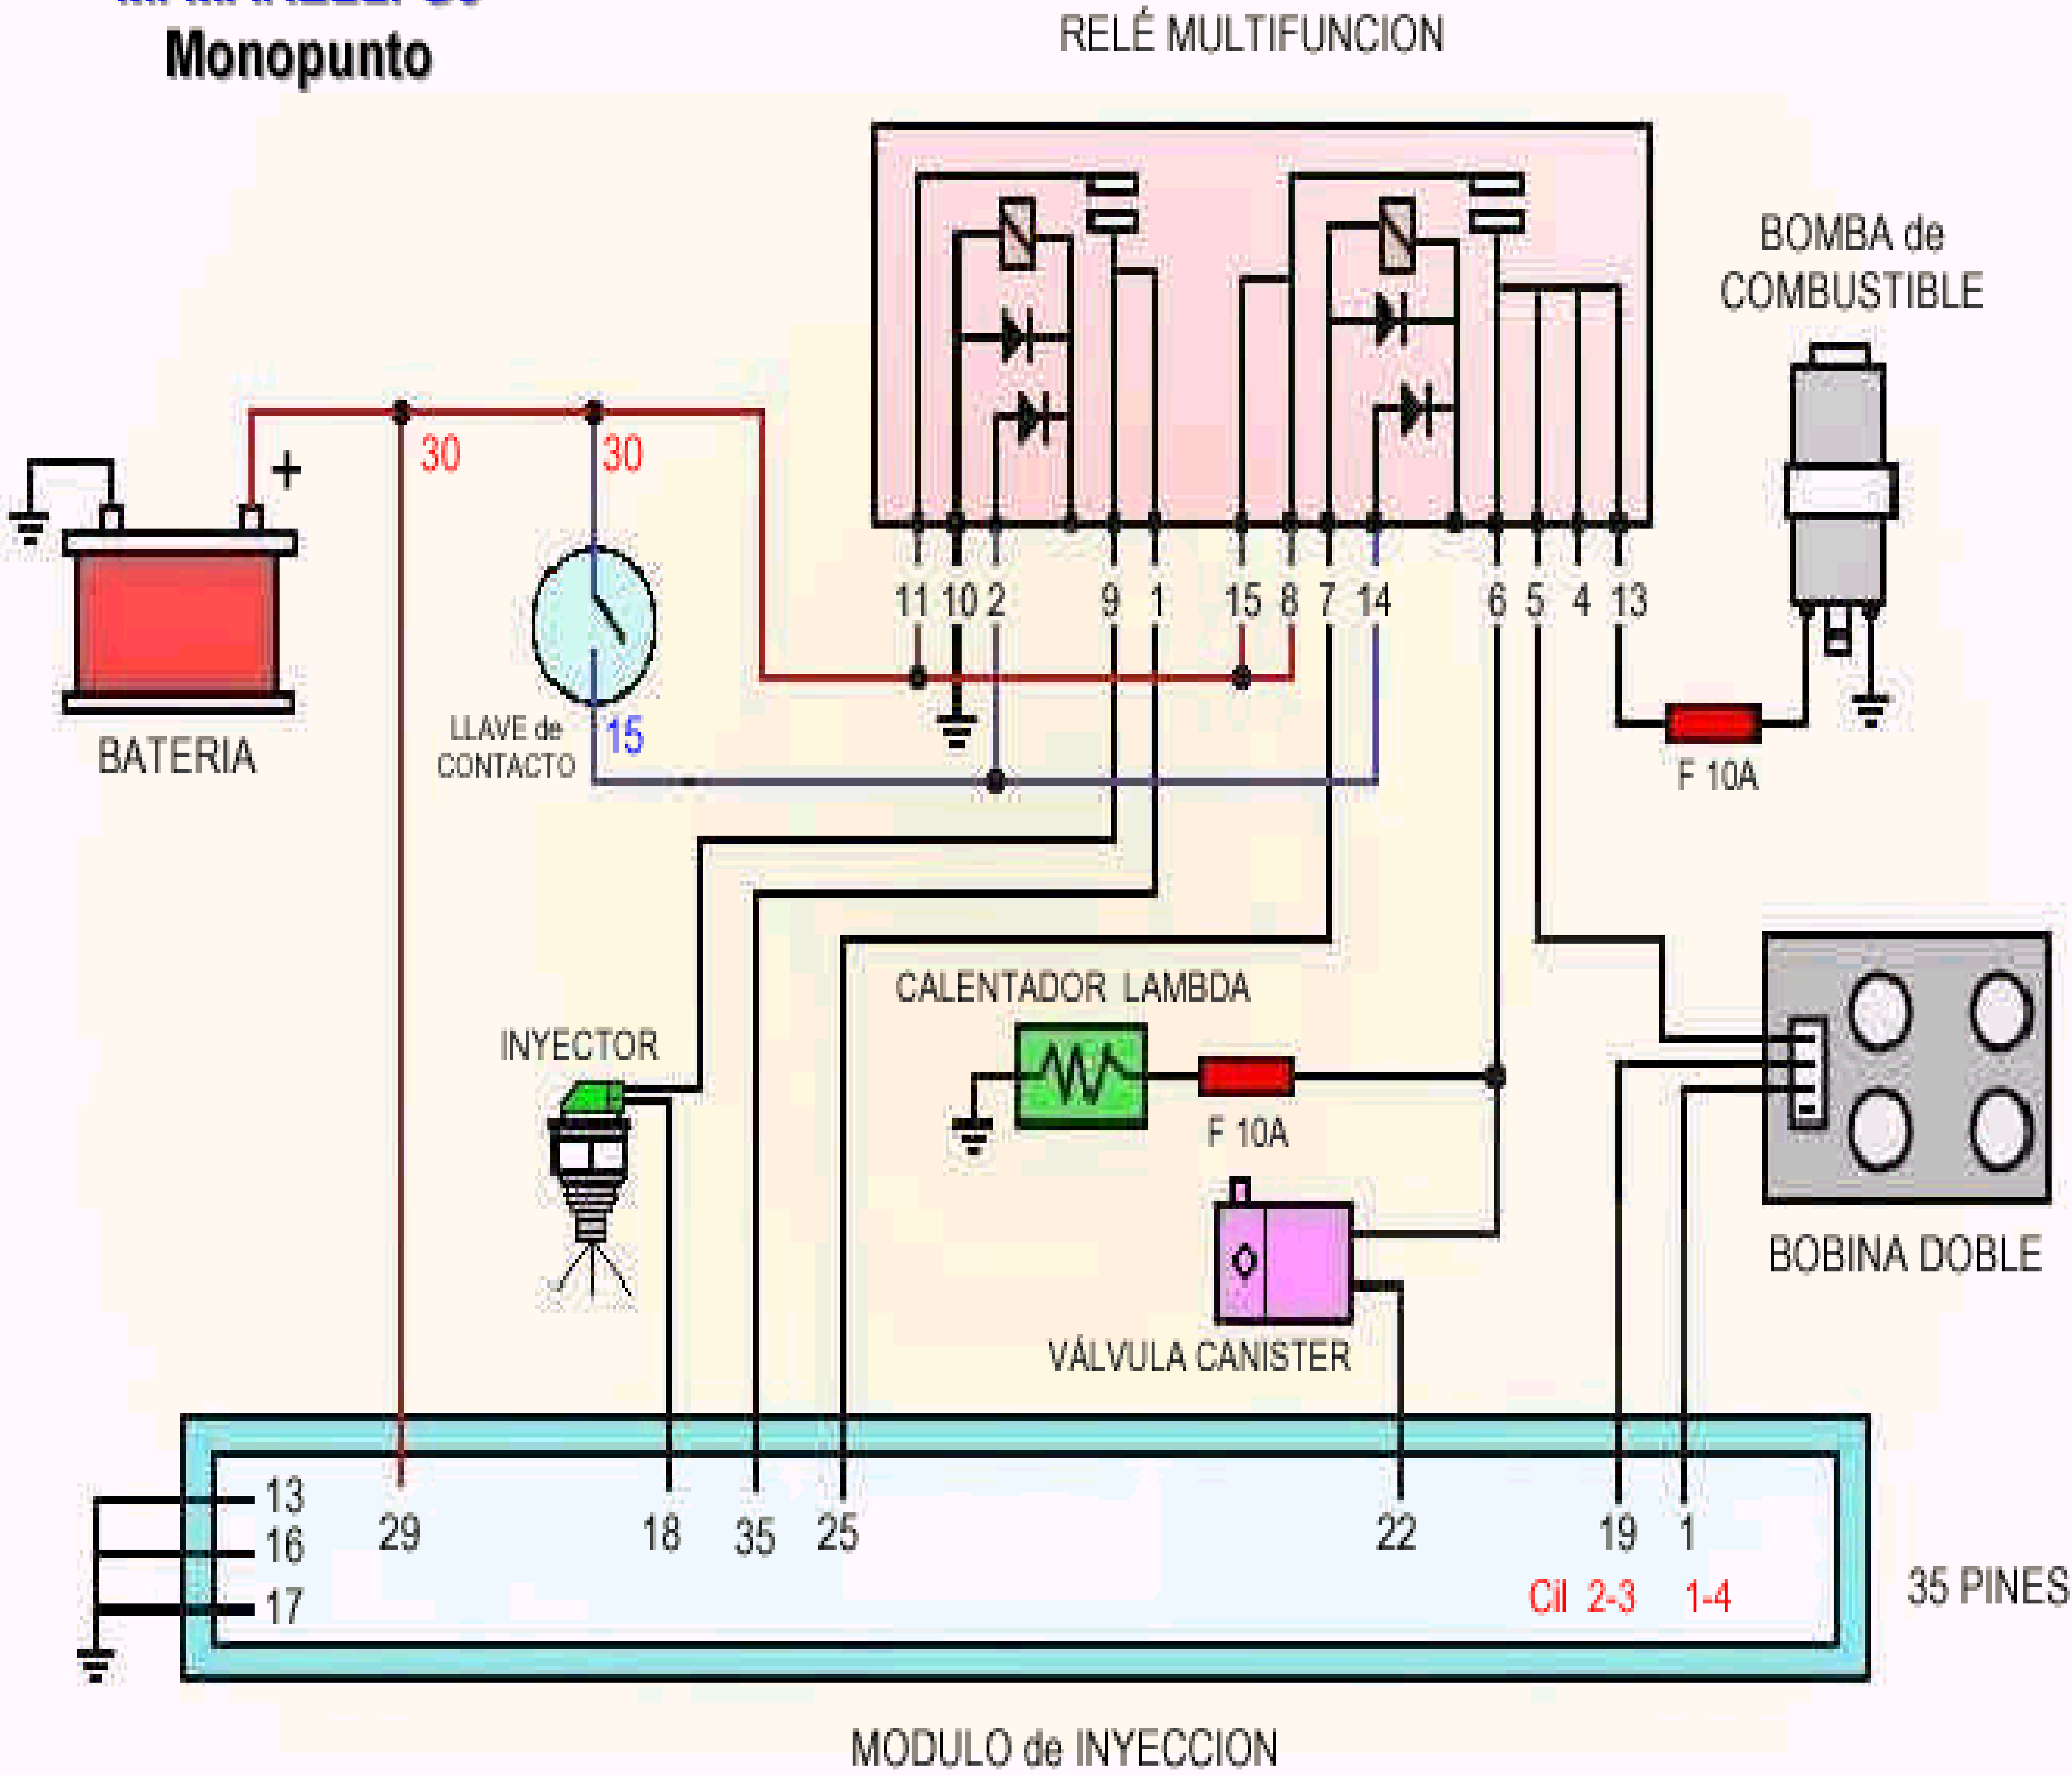 Monopunto
RELÉ MULTIFUNCION
BOMBA de
COMBUSTIBLE
30
30
+
11 10 2 9 1 15 8 7 14 6 5 4 13
LLAVE de
CONTACTO
15
BATERIA
F 10A
CALENTADOR LAMBDA
INYECTOR
F 10A
BOBINA DOBLE
VÁLVULA CANISTER
13
16
17
29 18 35 25 22 19 1
Cil 2-3 1-4
35 PINES
MODULO de INYECCION